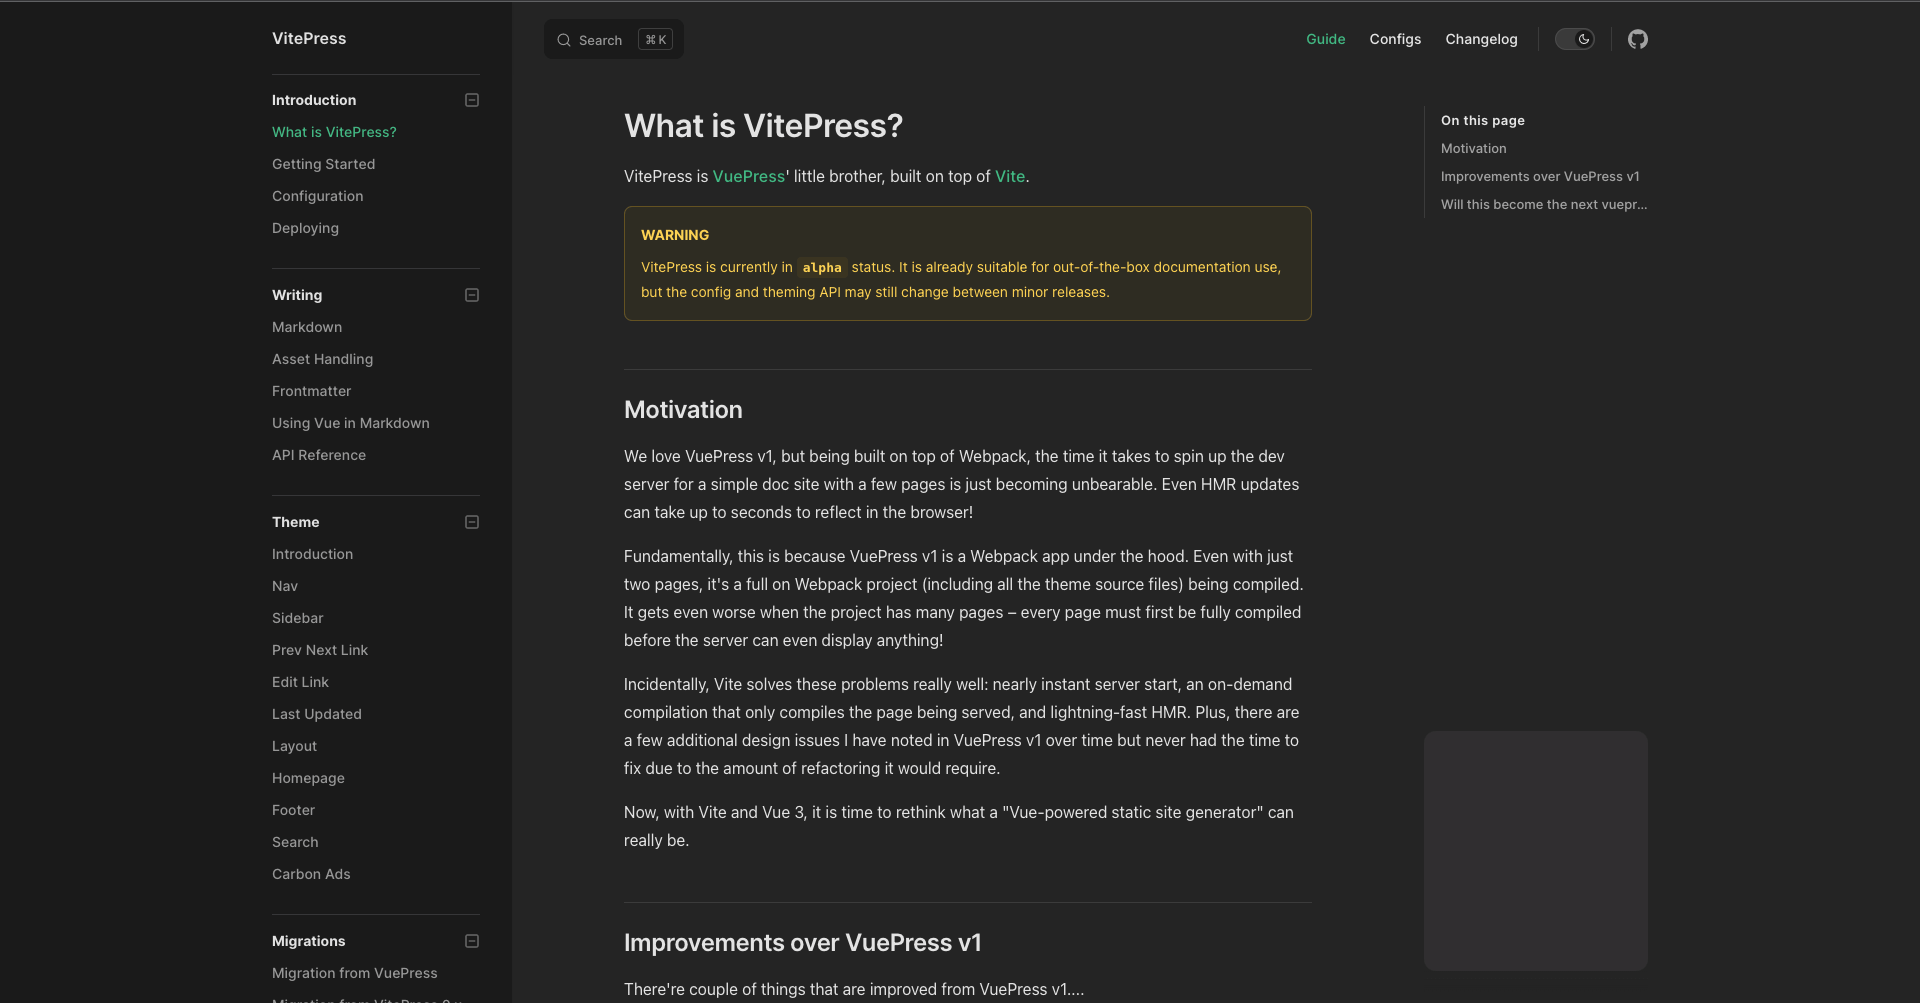 VitePress
Introduction
What is VitePress?
Getting Started
Configuration
Deploying
Writing
Markdown
Asset Handling
Frontmatter
Using Vue in Markdown
API Reference
Theme
Introduction
Nav
Sidebar
Prev Next Link
Edit Link
Last Updated
Layout
Homepage
Footer
Search
Carbon Ads
Migrations
Migration from VuePress
Migration from VitePress
Search ⌘ K
Guide Configs Changelog
What is VitePress?
VitePress is VuePress' little brother, built on top of Vite.
WARNING
VitePress is currently in alpha status. It is already suitable for out-of-the-box documentation use,
but the config and theming API may still change between minor releases.
Motivation
We love VuePress v1, but being built on top of Webpack, the time it takes to spin up the dev
server for a simple doc site with a few pages is just becoming unbearable. Even HMR updates
can take up to seconds to reflect in the browser!
Fundamentally, this is because VuePress v1 is a Webpack app under the hood. Even with just
two pages, it's a full on Webpack project (including all the theme source files) being compiled.
It gets even worse when the project has many pages – every page must first be fully compiled
before the server can even display anything!
Incidentally, Vite solves these problems really well: nearly instant server start, an on-demand
compilation that only compiles the page being served, and lightning-fast HMR. Plus, there are
a few additional design issues I have noted in VuePress v1 over time but never had the time to
fix due to the amount of refactoring it would require.
Now, with Vite and Vue 3, it is time to rethink what a "Vue-powered static site generator" can
really be.
Improvements over VuePress v1
There're couple of things that are improved from VuePress v1....
On this page
Motivation
Improvements over VuePress v1
Will this become the next vuepr...